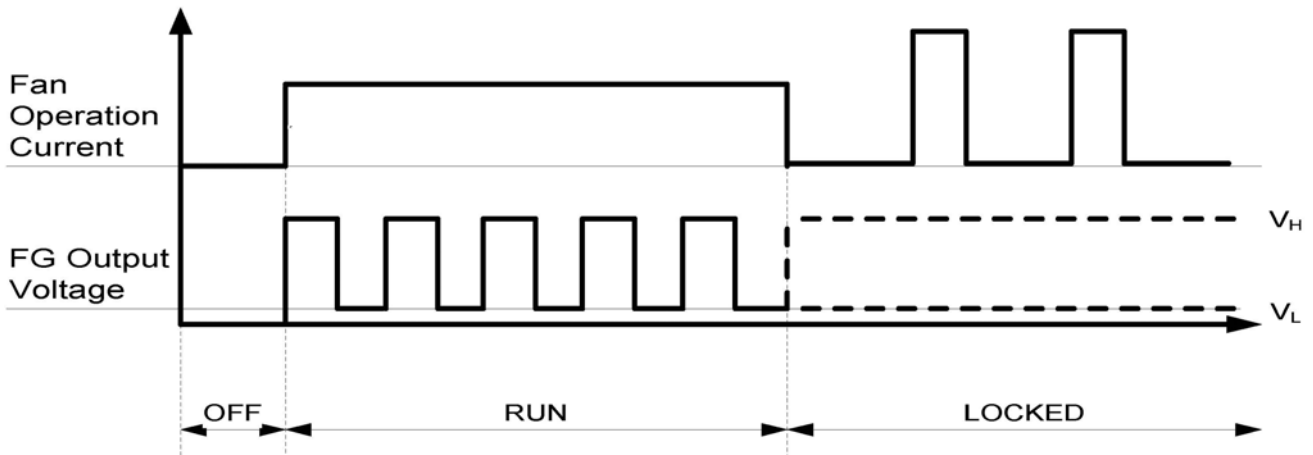 Fan
Operation
Current
FG Output
Voltage
VH
VL
OFF
RUN
LOCKED